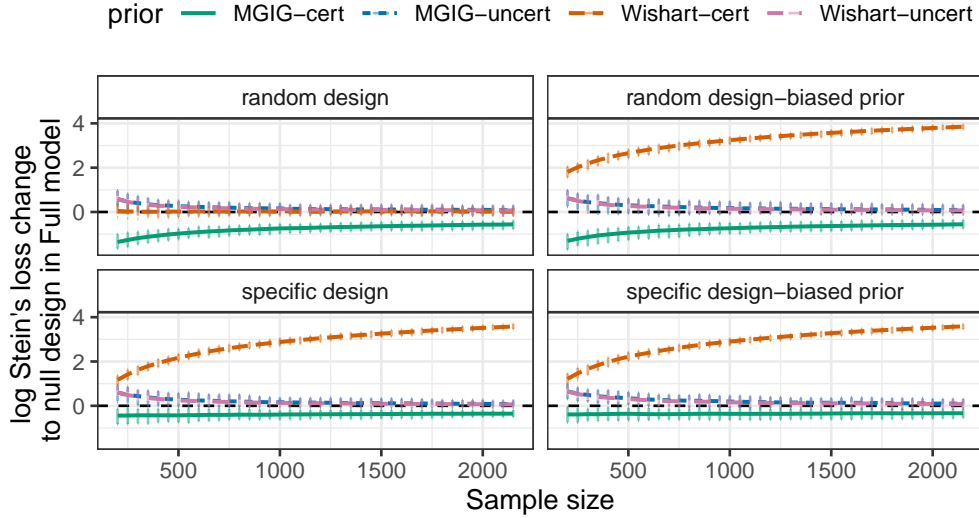 prior MGIG−cert MGIG−uncert Wishart−cert Wishart−uncert
log Stein's loss change
to null design in Full model
random design
random design−biased prior
4
2
0
specific design
specific design−biased prior
4
2
0
500 1000 1500 2000
500 1000 1500 2000
Sample size